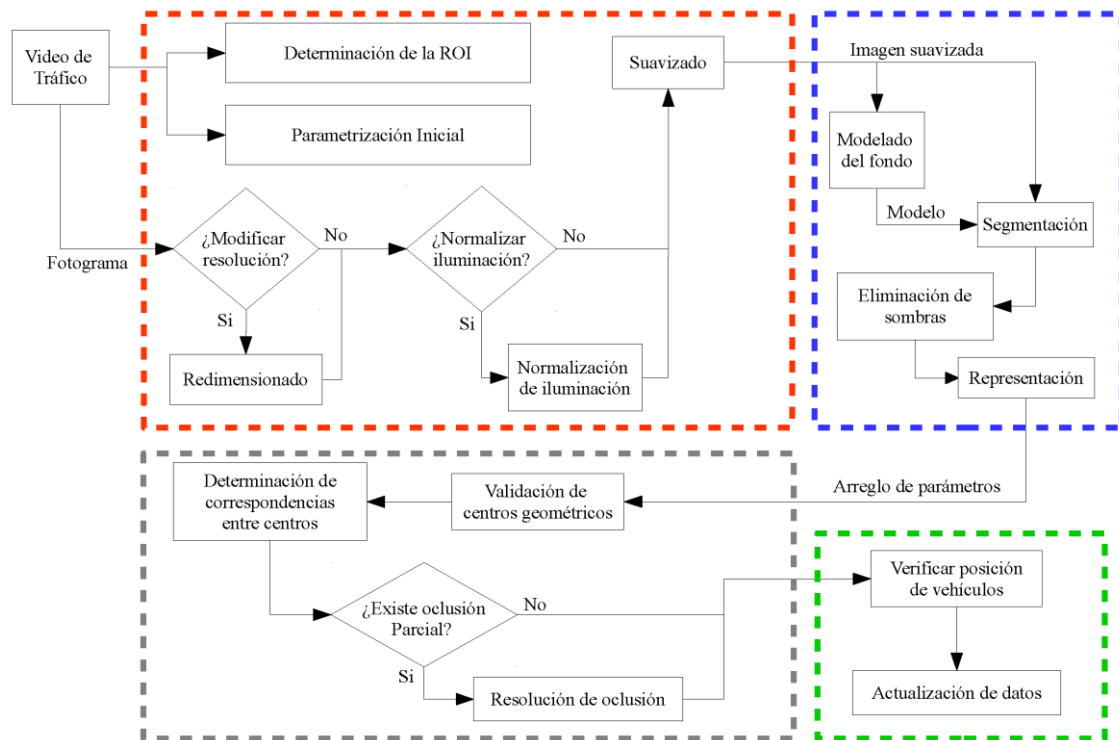 Video de
Tráfico
Determinación de la ROI
Parametrización Inicial
Suavizado
Imagen suavizada
Modelado
del fondo
Modelo
Segmentación
Eliminación de
sombras
Representación
Fotograma
¿Modificar
resolución?
No
Si
Redimensionado
¿Normalizar
iluminación?
No
Si
Normalización
de iluminación
Arreglo de parámetros
Validación de
centros geométricos
Determinación de
correspondencias
entre centros
¿Existe oclusión
Parcial?
No
Si
Resolución de oclusión
Verificar posición
de vehículos
Actualización de datos